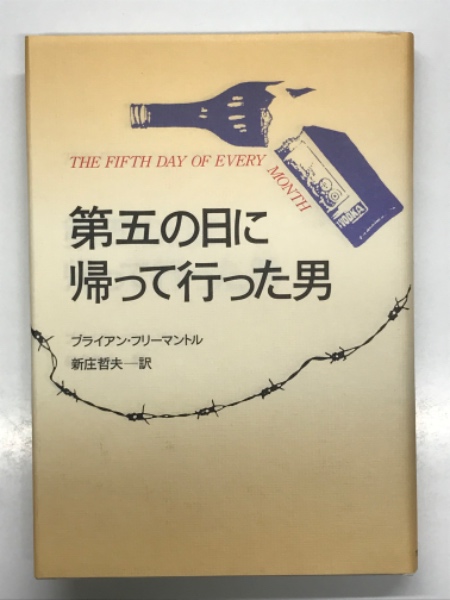 THE FIFTH DAY OF EVERY MONTH
第五の日に
帰って行った男
ブライアン・フリーマントル
新庄哲夫―訳